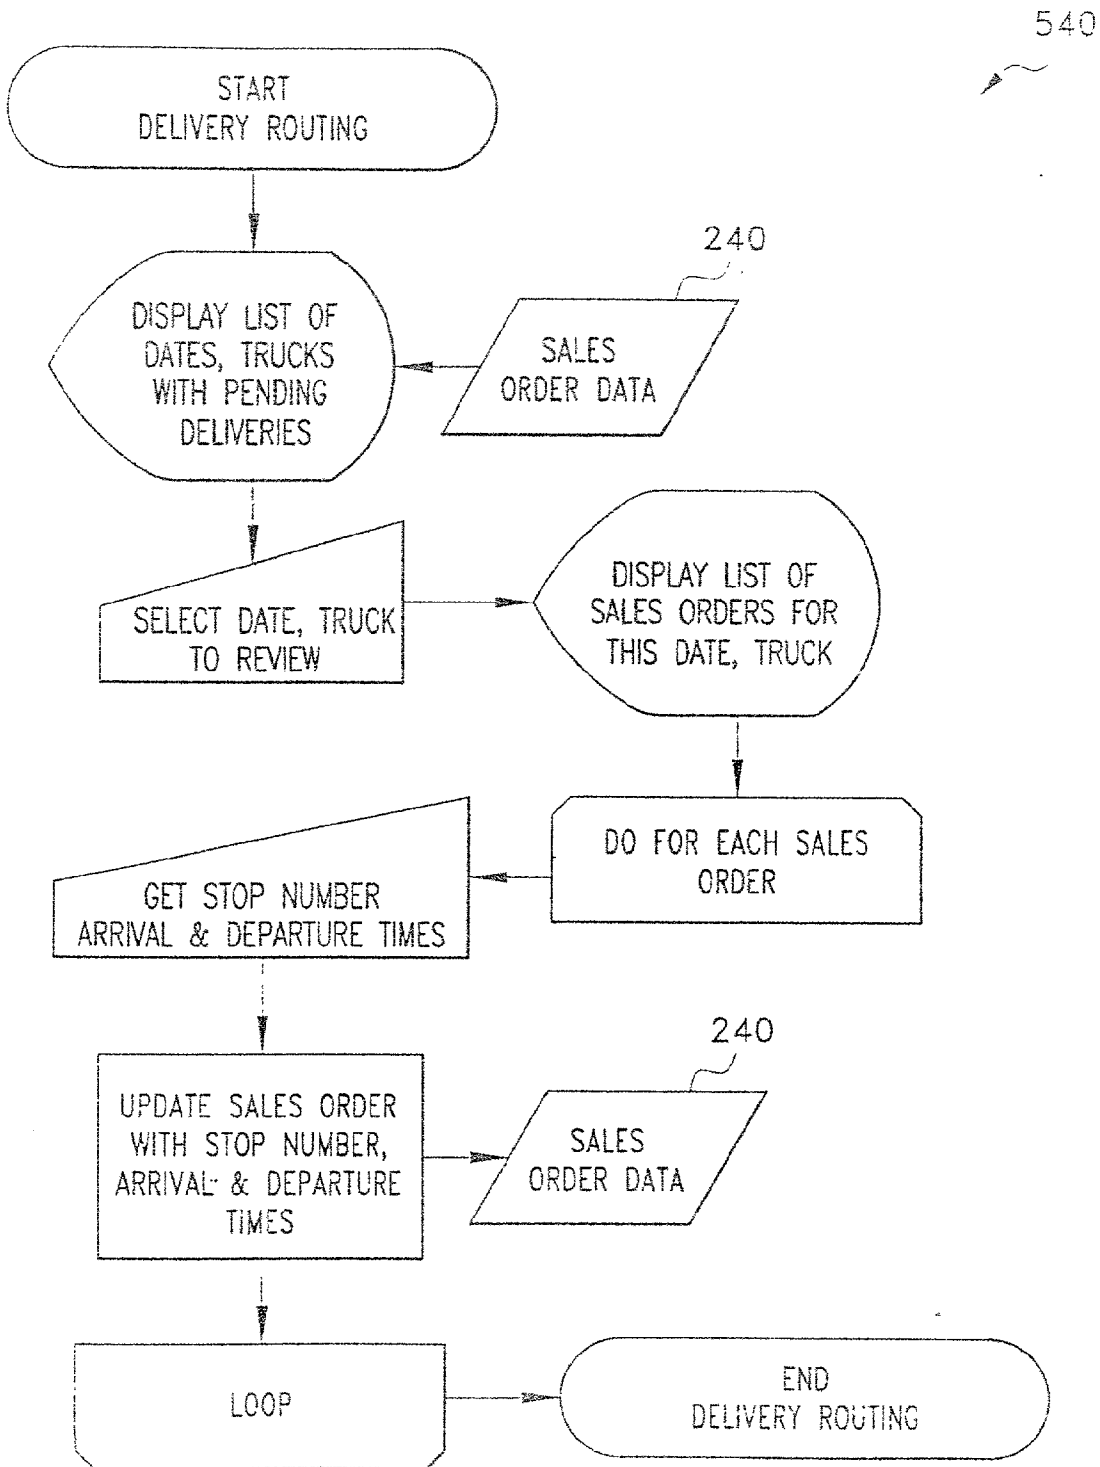 540
START
DELIVERY ROUTING
240
DISPLAY LIST OF
DATES, TRUCKS
WITH PENDING
DELIVERIES
SALES
ORDER DATA
SELECT DATE, TRUCK
TO REVIEW
DISPLAY LIST OF
SALES ORDERS FOR
THIS DATE, TRUCK
DO FOR EACH SALES
ORDER
GET STOP NUMBER
ARRIVAL & DEPARTURE TIMES
240
UPDATE SALES ORDER
WITH STOP NUMBER,
ARRIVAL & DEPARTURE
TIMES
SALES
ORDER DATA
LOOP
END
DELIVERY ROUTING